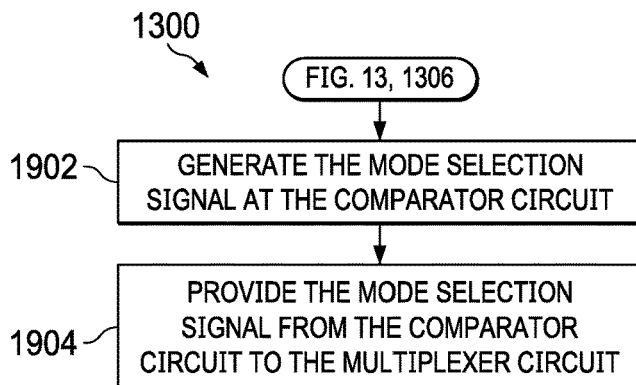 1300
FIG. 13, 1306
1902
GENERATE THE MODE SELECTION
SIGNAL AT THE COMPARATOR CIRCUIT
1904
PROVIDE THE MODE SELECTION
SIGNAL FROM THE COMPARATOR
CIRCUIT TO THE MULTIPLEXER CIRCUIT